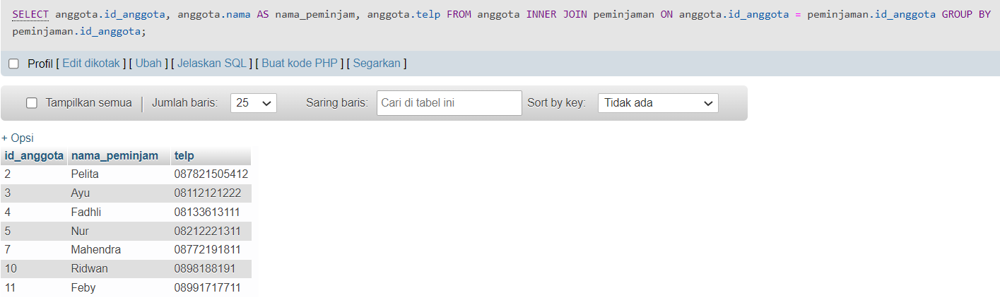 SELECT anggota.id_anggota, anggota.nama AS nama_peminjam, anggota.telp FROM anggota INNER JOIN peminjaman ON anggota.id_anggota = peminjaman.id_anggota GROUP BY
peminjaman.id_anggota;
Profil [ Edit dikotak ] [ Ubah ] [ Jelaskan SQL ] [ Buat kode PHP ] [ Segarkan ]
Tampilkan semua | Jumlah baris: 25 Saring baris: Cari di tabel ini Sort by key: Tidak ada
+ Opsi
id_anggota nama_peminjam telp
2 Pelita 087821505412
3 Ayu 08112121222
4 Fadhli 08133613111
5 Nur 08212221311
7 Mahendra 08772191811
10 Ridwan 0898188191
11 Feby 08991717711